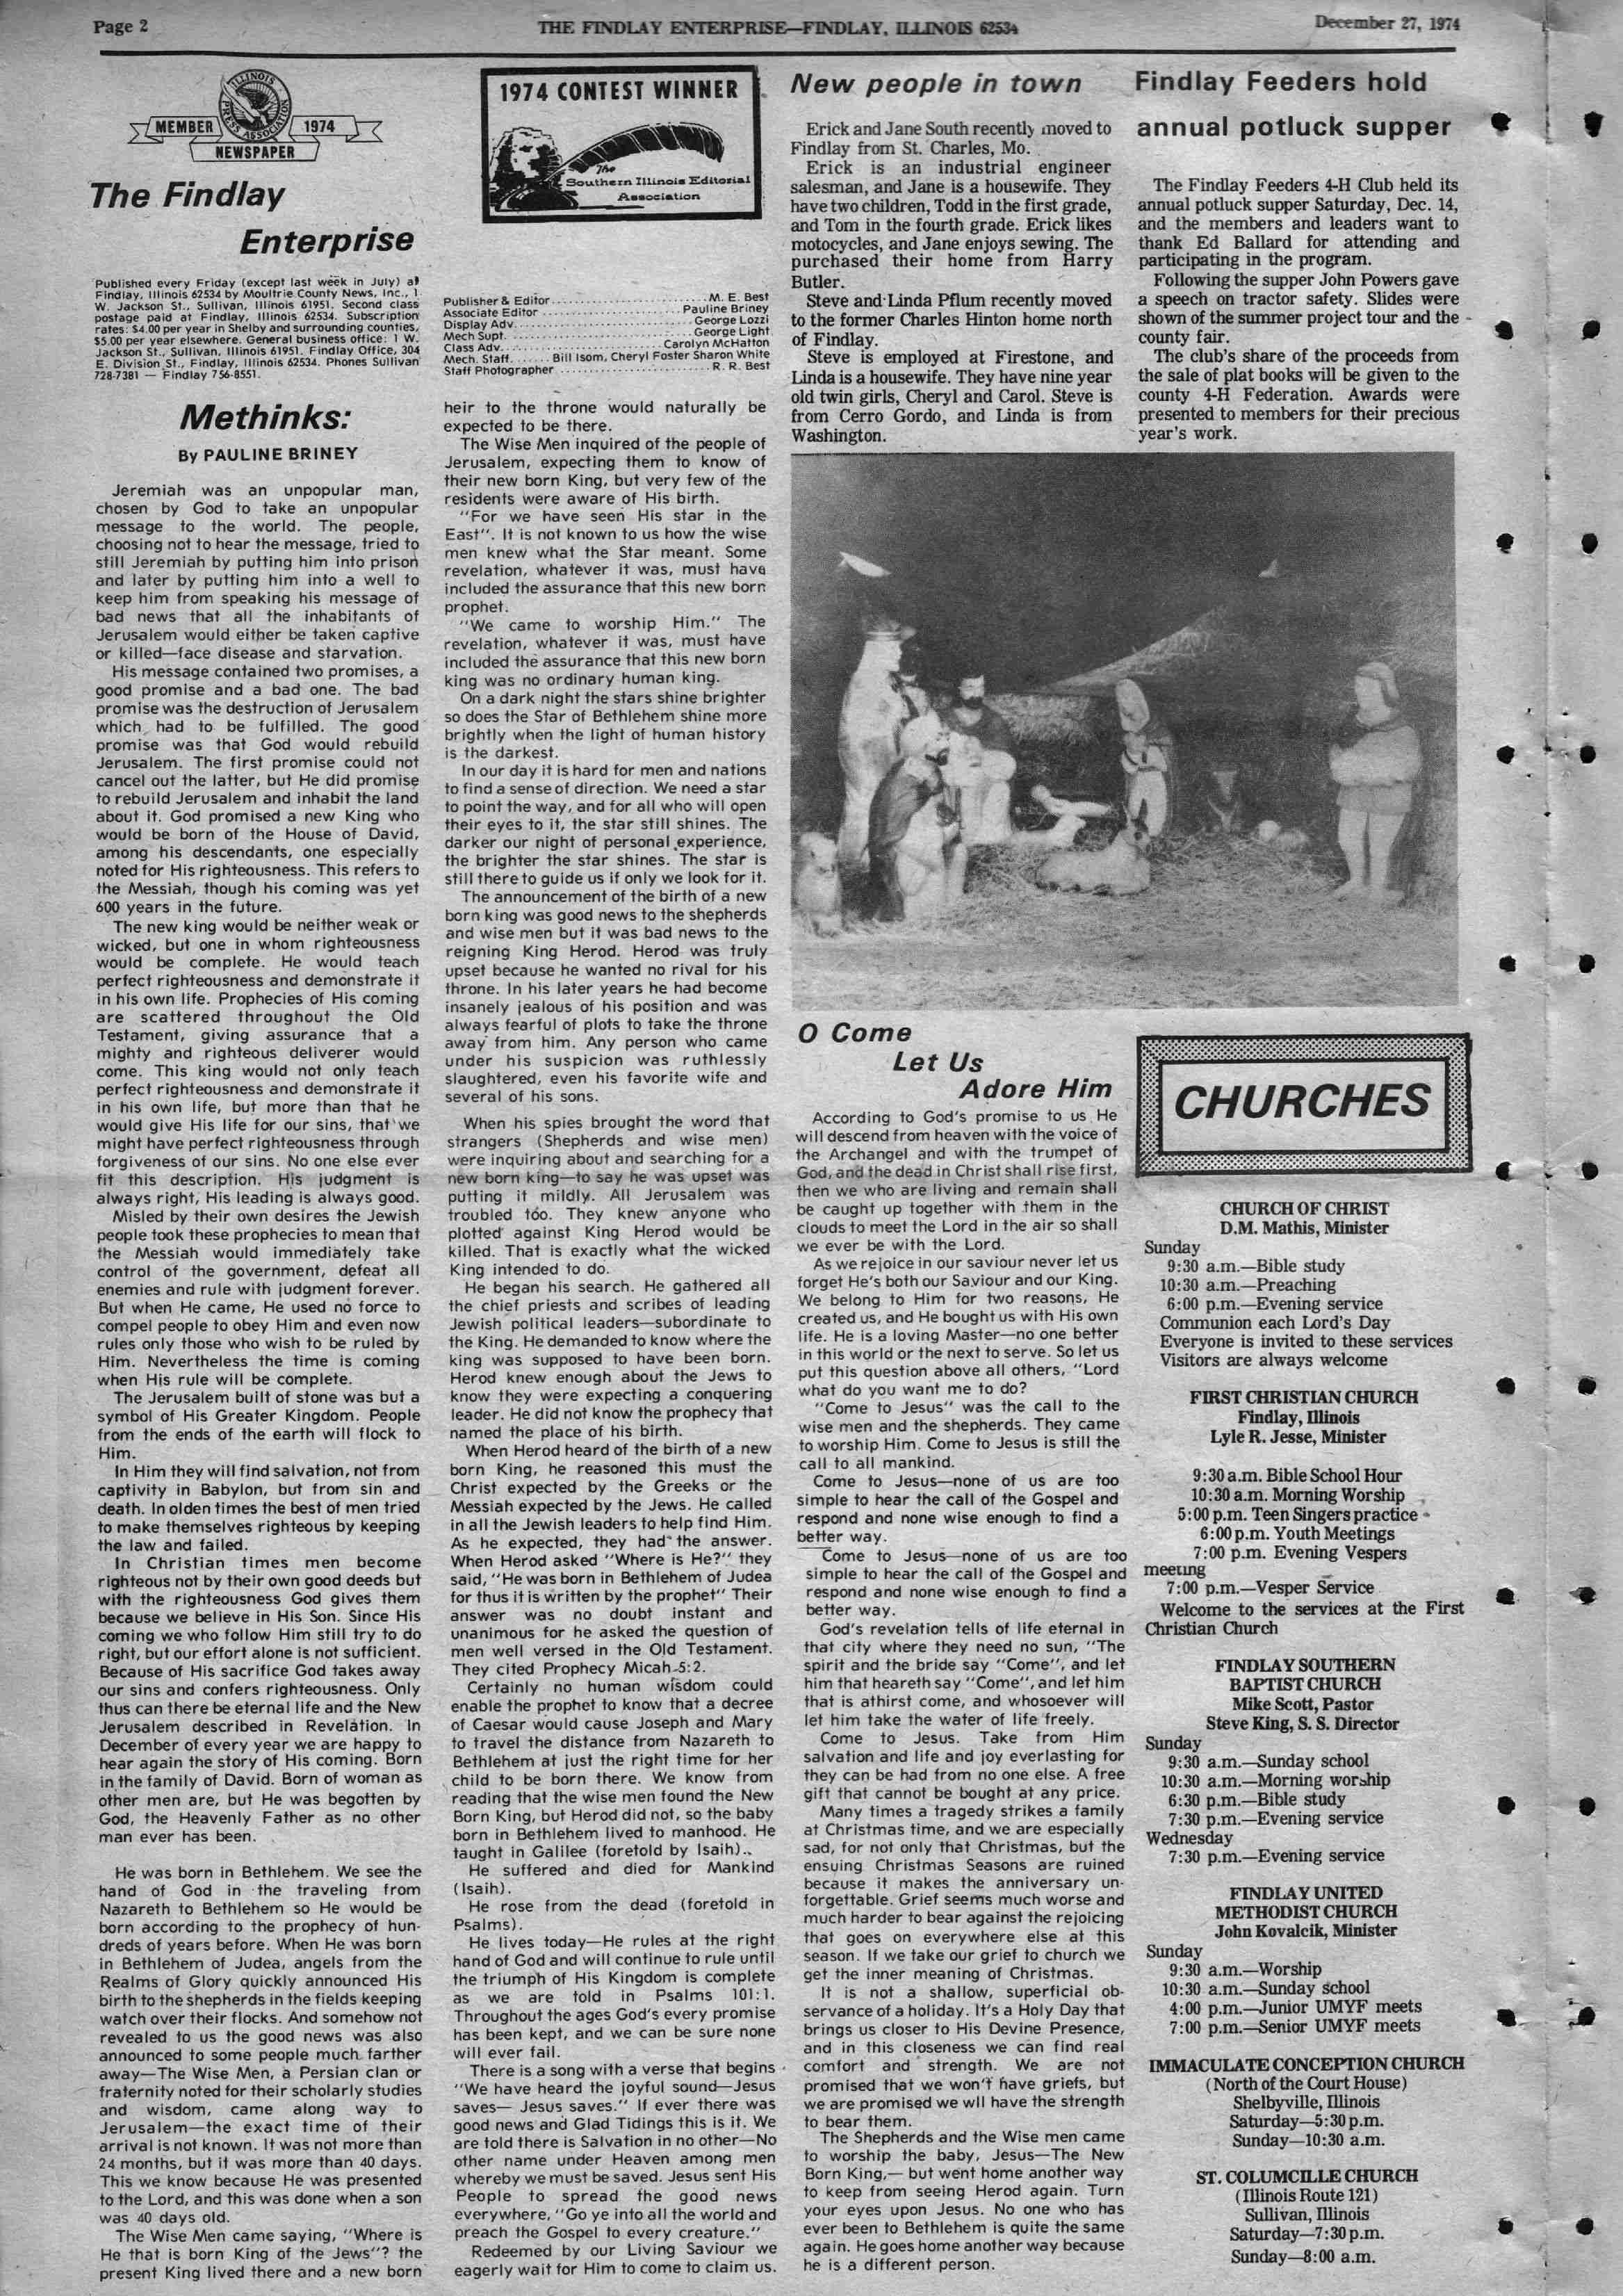 Page 2
THE FINDLAY ENTERPRISE—FINDLAY, ILLINOIS 62534
December 27, 1974
ILLINOIS
PRESS ASSOCIATION
MEMBER
1974
NEWSPAPER
The Findlay
Enterprise
Published every Friday (except last week in July) at
Findlay, Illinois 62534 by Moultrie County News, Inc., 1
W. Jackson St., Sullivan, Illinois 61951. Second class
postage paid at Findlay, Illinois 62534. Subscription
rates: $4.00 per year in Shelby and surrounding counties,
$5.00 per year elsewhere. General business office: 1 W.
Jackson St., Sullivan, Illinois 61951. Findlay Office, 304
E. Division St., Findlay, Illinois 62534. Phones Sullivan
728-7381 — Findlay 756-8551.
1974 CONTEST WINNER
The
Southern Illinois Editorial
Association
Publisher & Editor..........................M. E. Best
Associate Editor........................Pauline Briney
Display Adv..............................George Lozzi
Mech Supt. ..............................George Light
Class Adv............................Carolyn McHatton
Mech. Staff.......Bill Isom, Cheryl Foster Sharon White
Staff Photographer .........................R. R. Best
Methinks:
By PAULINE BRINEY
Jeremiah was an unpopular man,
chosen by God to take an unpopular
message to the world. The people,
choosing not to hear the message, tried to
still Jeremiah by putting him into prison
and later by putting him into a well to
keep him from speaking his message of
bad news that all the inhabitants of
Jerusalem would either be taken captive
or killed—face disease and starvation.
His message contained two promises, a
good promise and a bad one. The bad
promise was the destruction of Jerusalem
which had to be fulfilled. The good
promise was that God would rebuild
Jerusalem. The first promise could not
cancel out the latter, but He did promise
to rebuild Jerusalem and inhabit the land
about it. God promised a new King who
would be born of the House of David,
among his descendants, one especially
noted for His righteousness. This refers to
the Messiah, though his coming was yet
600 years in the future.
The new king would be neither weak or
wicked, but one in whom righteousness
would be complete. He would teach
perfect righteousness and demonstrate it
in his own life. Prophecies of His coming
are scattered throughout the Old
Testament, giving assurance that a
mighty and righteous deliverer would
come. This king would not only teach
perfect righteousness and demonstrate it
in his own life, but more than that he
would give His life for our sins, that we
might have perfect righteousness through
forgiveness of our sins. No one else ever
fit this description. His judgment is
always right, His leading is always good.
Misled by their own desires the Jewish
people took these prophecies to mean that
the Messiah would immediately take
control of the government, defeat all
enemies and rule with judgment forever.
But when He came, He used no force to
compel people to obey Him and even now
rules only those who wish to be ruled by
Him. Nevertheless the time is coming
when His rule will be complete.
The Jerusalem built of stone was but a
symbol of His Greater Kingdom. People
from the ends of the earth will flock to
Him.
In Him they will find salvation, not from
captivity in Babylon, but from sin and
death. In olden times the best of men tried
to make themselves righteous by keeping
the law and failed.
In Christian times men become
righteous not by their own good deeds but
with the righteousness God gives them
because we believe in His Son. Since His
coming we who follow Him still try to do
right, but our effort alone is not sufficient.
Because of His sacrifice God takes away
our sins and confers righteousness. Only
thus can there be eternal life and the New
Jerusalem described in Revelation. In
December of every year we are happy to
hear again the story of His coming. Born
in the family of David. Born of woman as
other men are, but He was begotten by
God, the Heavenly Father as no other
man ever has been.
He was born in Bethlehem. We see the
hand of God in the traveling from
Nazareth to Bethlehem so He would be
born according to the prophecy of hun-
dreds of years before. When He was born
in Bethlehem of Judea, angels from the
Realms of Glory quickly announced His
birth to the shepherds in the fields keeping
watch over their flocks. And somehow not
revealed to us the good news was also
announced to some people much farther
away—The Wise Men, a Persian clan or
fraternity noted for their scholarly studies
and wisdom, came along way to
Jerusalem—the exact time of their
arrival is not known. It was not more than
24 months, but it was more than 40 days.
This we know because He was presented
to the Lord, and this was done when a son
was 40 days old.
The Wise Men came saying, "Where is
He that is born King of the Jews"? the
present King lived there and a new born
heir to the throne would naturally be
expected to be there.
The Wise Men inquired of the people of
Jerusalem, expecting them to know of
their new born King, but very few of the
residents were aware of His birth.
"For we have seen His star in the
East". It is not known to us how the wise
men knew what the Star meant. Some
revelation, whatever it was, must have
included the assurance that this new born
prophet.
"We came to worship Him." The
revelation, whatever it was, must have
included the assurance that this new born
king was no ordinary human king.
On a dark night the stars shine brighter
so does the Star of Bethlehem shine more
brightly when the light of human history
is the darkest.
In our day it is hard for men and nations
to find a sense of direction. We need a star
to point the way, and for all who will open
their eyes to it, the star still shines. The
darker our night of personal experience,
the brighter the star shines. The star is
still there to guide us if only we look for it.
The announcement of the birth of a new
born king was good news to the shepherds
and wise men but it was bad news to the
reigning King Herod. Herod was truly
upset because he wanted no rival for his
throne. In his later years he had become
insanely jealous of his position and was
always fearful of plots to take the throne
away from him. Any person who came
under his suspicion was ruthlessly
slaughtered, even his favorite wife and
several of his sons.
When his spies brought the word that
strangers (Shepherds and wise men)
were inquiring about and searching for a
new born king—to say he was upset was
putting it mildly. All Jerusalem was
troubled too. They knew anyone who
plotted against King Herod would be
killed. That is exactly what the wicked
King intended to do.
He began his search. He gathered all
the chief priests and scribes of leading
Jewish political leaders—subordinate to
the King. He demanded to know where the
king was supposed to have been born.
Herod knew enough about the Jews to
know they were expecting a conquering
leader. He did not know the prophecy that
named the place of his birth.
When Herod heard of the birth of a new
born King, he reasoned this must the
Christ expected by the Greeks or the
Messiah expected by the Jews. He called
in all the Jewish leaders to help find Him.
As he expected, they had the answer.
When Herod asked "Where is He?" they
said, "He was born in Bethlehem of Judea
for thus it is written by the prophet" Their
answer was no doubt instant and
unanimous for he asked the question of
men well versed in the Old Testament.
They cited Prophecy Micah 5:2.
Certainly no human wisdom could
enable the prophet to know that a decree
of Caesar would cause Joseph and Mary
to travel the distance from Nazareth to
Bethlehem at just the right time for her
child to be born there. We know from
reading that the wise men found the New
Born King, but Herod did not, so the baby
born in Bethlehem lived to manhood. He
taught in Galilee (foretold by Isaih)..
He suffered and died for Mankind
(Isaih).
He rose from the dead (foretold in
Psalms).
He lives today—He rules at the right
hand of God and will continue to rule until
the triumph of His Kingdom is complete
as we are told in Psalms 101:1.
Throughout the ages God's every promise
has been kept, and we can be sure none
will ever fail.
There is a song with a verse that begins
"We have heard the joyful sound—Jesus
saves— Jesus saves." If ever there was
good news and Glad Tidings this is it. We
are told there is Salvation in no other—No
other name under Heaven among men
whereby we must be saved. Jesus sent His
People to spread the good news
everywhere, "Go ye into all the world and
preach the Gospel to every creature."
Redeemed by our Living Saviour we
eagerly wait for Him to come to claim us.
New people in town
Erick and Jane South recently moved to
Findlay from St. Charles, Mo.
Erick is an industrial engineer
salesman, and Jane is a housewife. They
have two children, Todd in the first grade,
and Tom in the fourth grade. Erick likes
motocycles, and Jane enjoys sewing. The
purchased their home from Harry
Butler.
Steve and Linda Pflum recently moved
to the former Charles Hinton home north
of Findlay.
Steve is employed at Firestone, and
Linda is a housewife. They have nine year
old twin girls, Cheryl and Carol. Steve is
from Cerro Gordo, and Linda is from
Washington.
Findlay Feeders hold
annual potluck supper
The Findlay Feeders 4-H Club held its
annual potluck supper Saturday, Dec. 14,
and the members and leaders want to
thank Ed Ballard for attending and
participating in the program.
Following the supper John Powers gave
a speech on tractor safety. Slides were
shown of the summer project tour and the
county fair.
The club's share of the proceeds from
the sale of plat books will be given to the
county 4-H Federation. Awards were
presented to members for their precious
year's work.
O Come
Let Us
Adore Him
According to God's promise to us He
will descend from heaven with the voice of
the Archangel and with the trumpet of
God, and the dead in Christ shall rise first,
then we who are living and remain shall
be caught up together with them in the
clouds to meet the Lord in the air so shall
we ever be with the Lord.
As we rejoice in our saviour never let us
forget He's both our Saviour and our King.
We belong to Him for two reasons, He
created us, and He bought us with His own
life. He is a loving Master—no one better
in this world or the next to serve. So let us
put this question above all others, "Lord
what do you want me to do?
"Come to Jesus" was the call to the
wise men and the shepherds. They came
to worship Him. Come to Jesus is still the
call to all mankind.
Come to Jesus—none of us are too
simple to hear the call of the Gospel and
respond and none wise enough to find a
better way.
Come to Jesus—none of us are too
simple to hear the call of the Gospel and
respond and none wise enough to find a
better way.
God's revelation tells of life eternal in
that city where they need no sun, "The
spirit and the bride say "Come", and let
him that heareth say "Come", and let him
that is athirst come, and whosoever will
let him take the water of life freely.
Come to Jesus. Take from Him
salvation and life and joy everlasting for
they can be had from no one else. A free
gift that cannot be bought at any price.
Many times a tragedy strikes a family
at Christmas time, and we are especially
sad, for not only that Christmas, but the
ensuing Christmas Seasons are ruined
because it makes the anniversary un-
forgettable. Grief seems much worse and
much harder to bear against the rejoicing
that goes on everywhere else at this
season. If we take our grief to church we
get the inner meaning of Christmas.
It is not a shallow, superficial ob-
servance of a holiday. It's a Holy Day that
brings us closer to His Devine Presence,
and in this closeness we can find real
comfort and strength. We are not
promised that we won't have griefs, but
we are promised we wll have the strength
to bear them.
The Shepherds and the Wise men came
to worship the baby, Jesus—The New
Born King,— but went home another way
to keep from seeing Herod again. Turn
your eyes upon Jesus. No one who has
ever been to Bethlehem is quite the same
again. He goes home another way because
he is a different person.
CHURCHES
CHURCH OF CHRIST
D.M. Mathis, Minister
Sunday
9:30 a.m.—Bible study
10:30 a.m.—Preaching
6:00 p.m.—Evening service
Communion each Lord's Day
Everyone is invited to these services
Visitors are always welcome
FIRST CHRISTIAN CHURCH
Findlay, Illinois
Lyle R. Jesse, Minister
9:30 a.m. Bible School Hour
10:30 a.m. Morning Worship
5:00 p.m. Teen Singers practice
6:00 p.m. Youth Meetings
7:00 p.m. Evening Vespers
meeting
7:00 p.m.—Vesper Service
Welcome to the services at the First
Christian Church
FINDLAY SOUTHERN
BAPTIST CHURCH
Mike Scott, Pastor
Steve King, S. S. Director
Sunday
9:30 a.m.—Sunday school
10:30 a.m.—Morning worship
6:30 p.m.—Bible study
7:30 p.m.—Evening service
Wednesday
7:30 p.m.—Evening service
FINDLAY UNITED
METHODIST CHURCH
John Kovalcik, Minister
Sunday
9:30 a.m.—Worship
10:30 a.m.—Sunday school
4:00 p.m.—Junior UMYF meets
7:00 p.m.—Senior UMYF meets
IMMACULATE CONCEPTION CHURCH
(North of the Court House)
Shelbyville, Illinois
Saturday—5:30 p.m.
Sunday—10:30 a.m.
ST. COLUMCILLE CHURCH
(Illinois Route 121)
Sullivan, Illinois
Saturday—7:30 p.m.
Sunday—8:00 a.m.